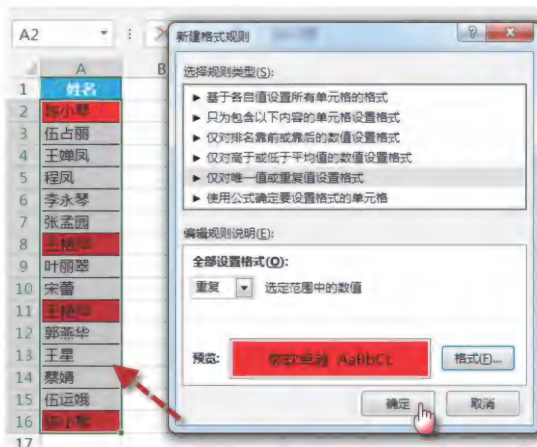 A2
新建格式规则
A
B
选择规则类型(S):
1 姓名
► 基于各自值设置所有单元格的格式
2
► 只为包含以下内容的单元格设置格式
3 伍占丽
► 仅对排名靠前或靠后的数值设置格式
4 王婵凤
► 仅对高于或低于平均值的数值设置格式
5 程凤
► 仅对唯一值或重复值设置格式
6 李永琴
► 使用公式确定要设置格式的单元格
7 张孟园
编辑规则说明(E):
8 王艳萍
全部设置格式(O):
9 叶丽翠
10 宋蕾
重复 选定范围中的数值
11 王艳萍
12 郭燕华
13 王星
预览: AaBbCc 格式(F)...
14 蔡婧
15 伍运娥
确定 取消
16
17